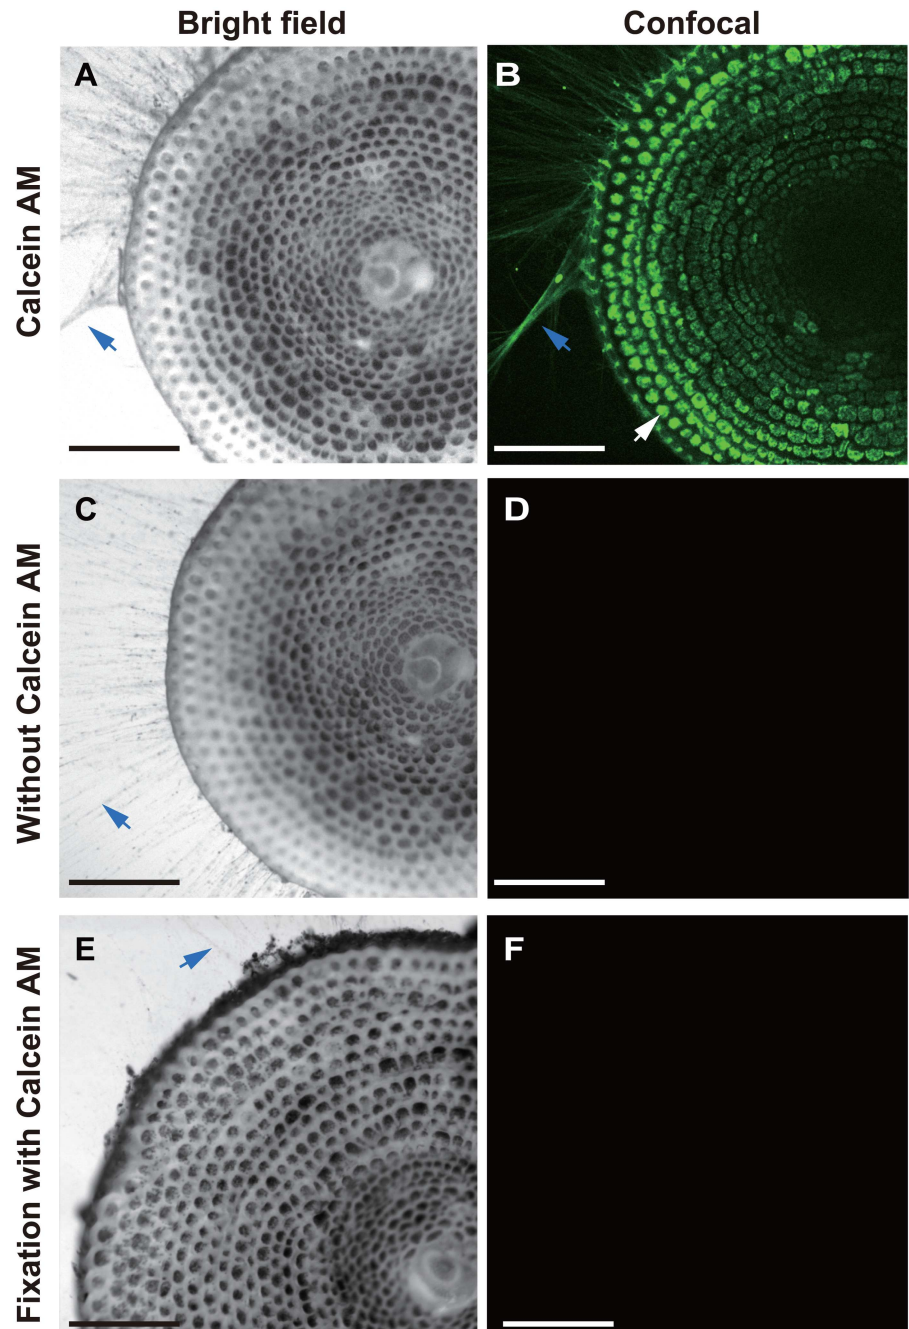 Bright field
Confocal
Calcein AM
A
B
Without Calcein AM
C
D
Fixation with Calcein AM
E
F